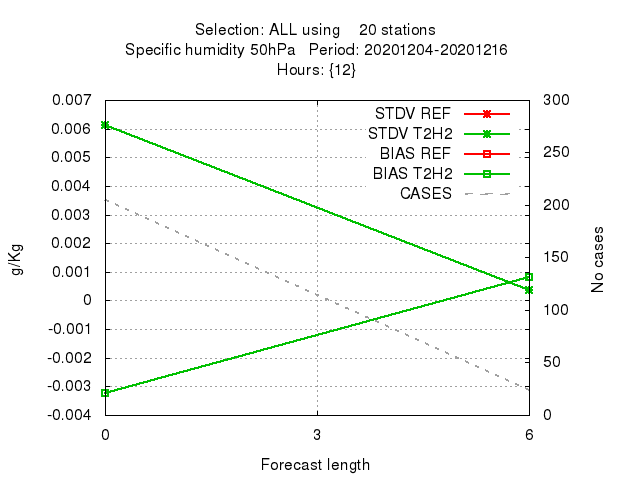 Selection: ALL using    20 stations
Specific humidity 50hPa   Period: 20201204-20201216
Hours: {12}
0.007
0.006
0.005
0.004
0.003
0.002
0.001
0
-0.001
-0.002
-0.003
-0.004
g/Kg
STDV REF
STDV T2H2
BIAS REF
BIAS T2H2
CASES
300
250
200
150
100
50
0
No cases
0 3 6
Forecast length